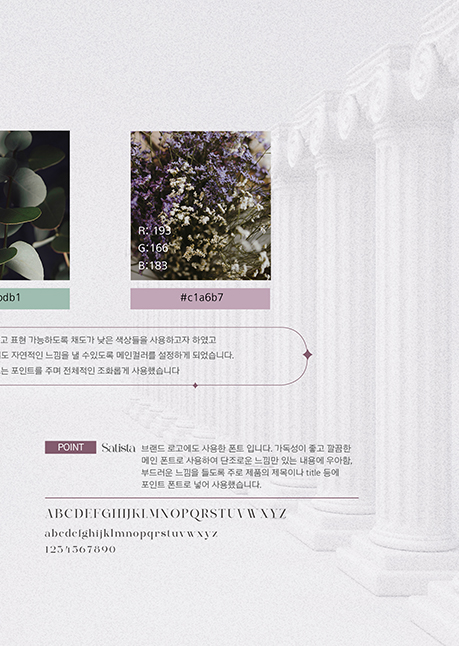 R: 193
G:166
B:183
bdb1
#c1a6b7
고 표현 가능하도록 채도가 낮은 색상들을 사용하고자 하였고
도 자연적인 느낌을 낼 수있도록 메인컬러를 설정하게 되었습니다.
는 포인트를 주며 전체적인 조화롭게 사용했습니다
POINT Satista 브랜드 로고에도 사용한 폰트 입니다. 가독성이 좋고 깔끔한
메인 폰트로 사용하여 단조로운 느낌만 있는 내용에 우아함,
부드러운 느낌을 들도록 주로 제품의 제목이나 title 등에
포인트 폰트로 넣어 사용했습니다.
ABCDEFGHIJKLMNOPQRSTUVWXYZ
abcdefghijklmnopqrstuvwxyz
1234567890